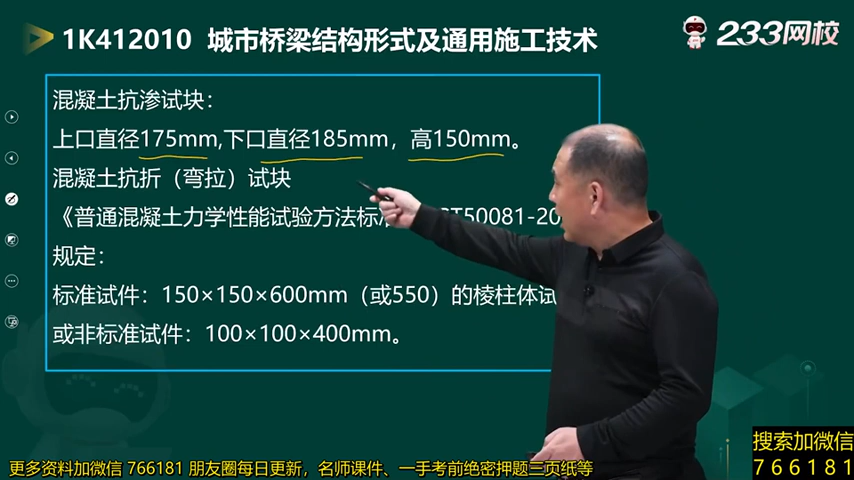 1K412010 城市桥梁结构形式及通用施工技术
233网校
混凝土抗渗试块：
上口直径175mm,下口直径185mm，高150mm。
混凝土抗折（弯拉）试块
《普通混凝土力学性能试验方法标准 T50081-20
规定：
标准试件：150×150×600mm（或550）的棱柱体试
或非标准试件：100×100×400mm。
搜索加微信
766181
更多资料加微信 766181 朋友圈每日更新，名师课件、一手考前绝密押题三页纸等